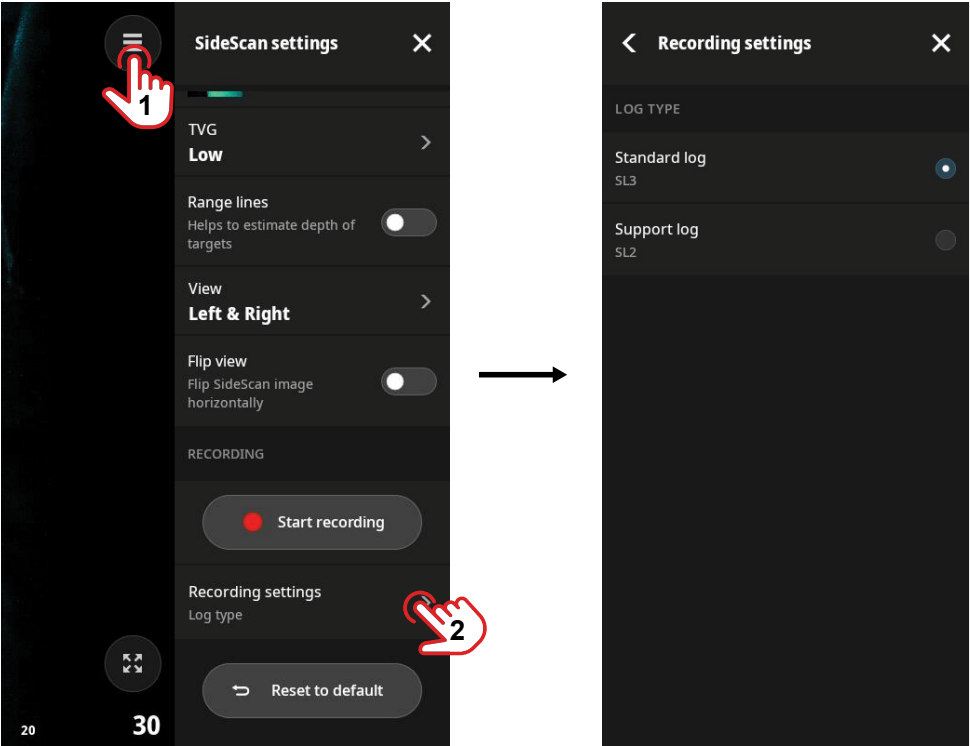 SideScan settings
TVG
Low
Range lines
Helps to estimate depth of
targets
View
Left & Right
Flip view
Flip SideScan image
horizontally
RECORDING
Start recording
Recording settings
Log type
Reset to default
1
2
20
30
Recording settings
LOG TYPE
Standard log
SL3
Support log
SL2